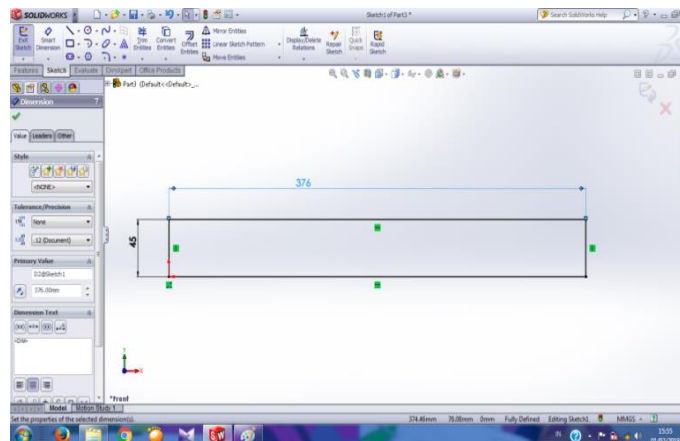 SOLIDWORKS
Sketch1 of Part3 *
Search SolidWorks Help
Exit Sketch
Smart Dimension
Trim Entities
Convert Entities
Offset Entities
Mirror Entities
Linear Sketch Pattern
Move Entities
Display/Delete Relations
Repair Sketch
Quick Snaps
Rapid Sketch
Features Sketch Evaluate DimXpert Office Products
Part3 (Default<<Default>_...
Dimension ?
Value Leaders Other
Style
<NONE>
Tolerance/Precision
None
.12 (Document)
Primary Value
D2@Sketch1
376.00mm
Dimension Text
<DIM>
376
45
Y
X
*Front
Model Motion Study 1
Set the properties of the selected dimension(s).
374.46mm 76.08mm 0mm Fully Defined Editing Sketch1 MMGS
IN
15:55